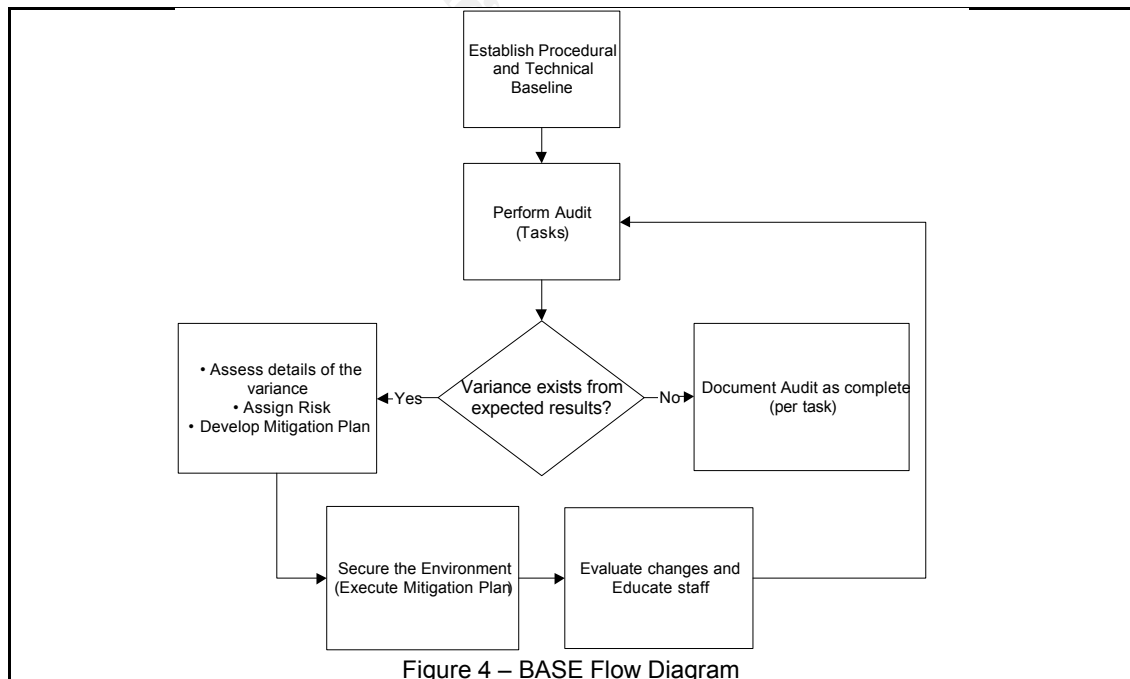 Establish Procedural
and Technical
Baseline
Perform Audit
(Tasks)
• Assess details of the
variance
• Assign Risk
• Develop Mitigation Plan
Yes
Variance exists from
expected results?
No
Document Audit as complete
(per task)
Secure the Environment
(Execute Mitigation Plan)
Evaluate changes and
Educate staff
Figure 4 – BASE Flow Diagram